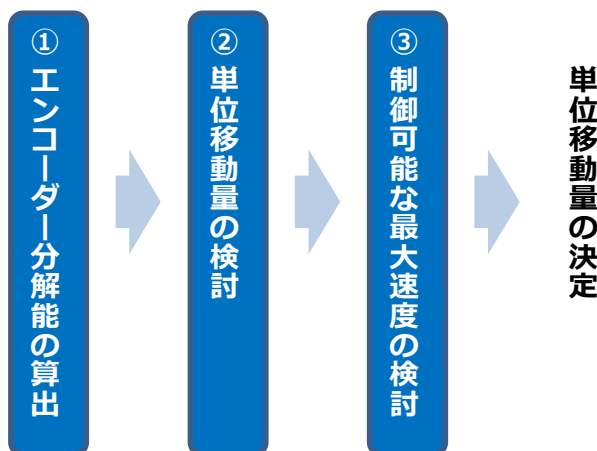 ①
エンコーダー分解能の算出
②
単位移動量の検討
③
制御可能な最大速度の検討
単位移動量の決定